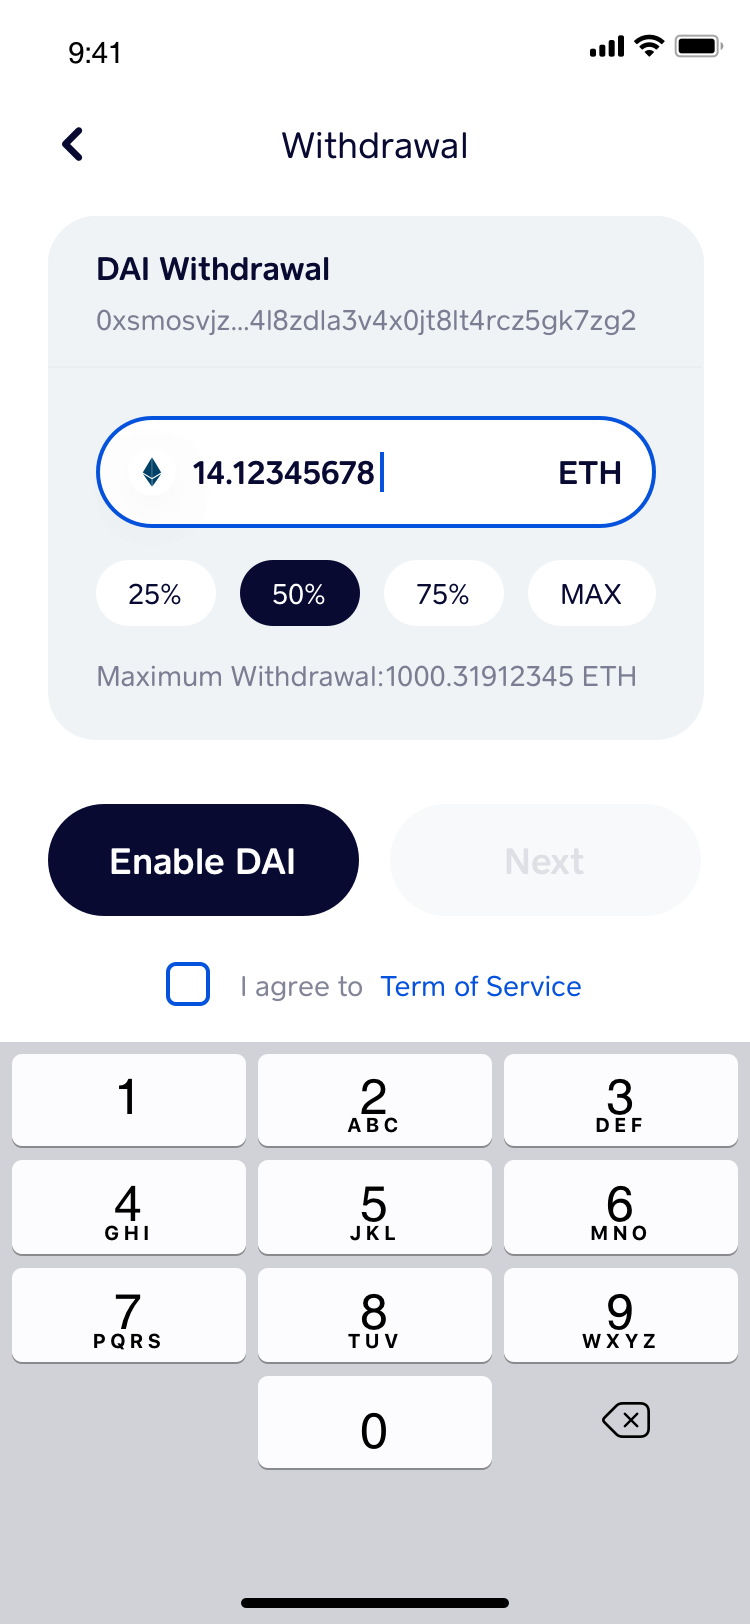 9:41
Withdrawal
DAI Withdrawal
0xsmosvjz...4l8zdla3v4x0jt8lt4rcz5gk7zg2
14.12345678 ETH
25% 50% 75% MAX
Maximum Withdrawal:1000.31912345 ETH
Enable DAI Next
I agree to Term of Service
1 2 3
ABC DEF
4 5 6
GHI JKL MNO
7 8 9
PQRS TUV WXYZ
0